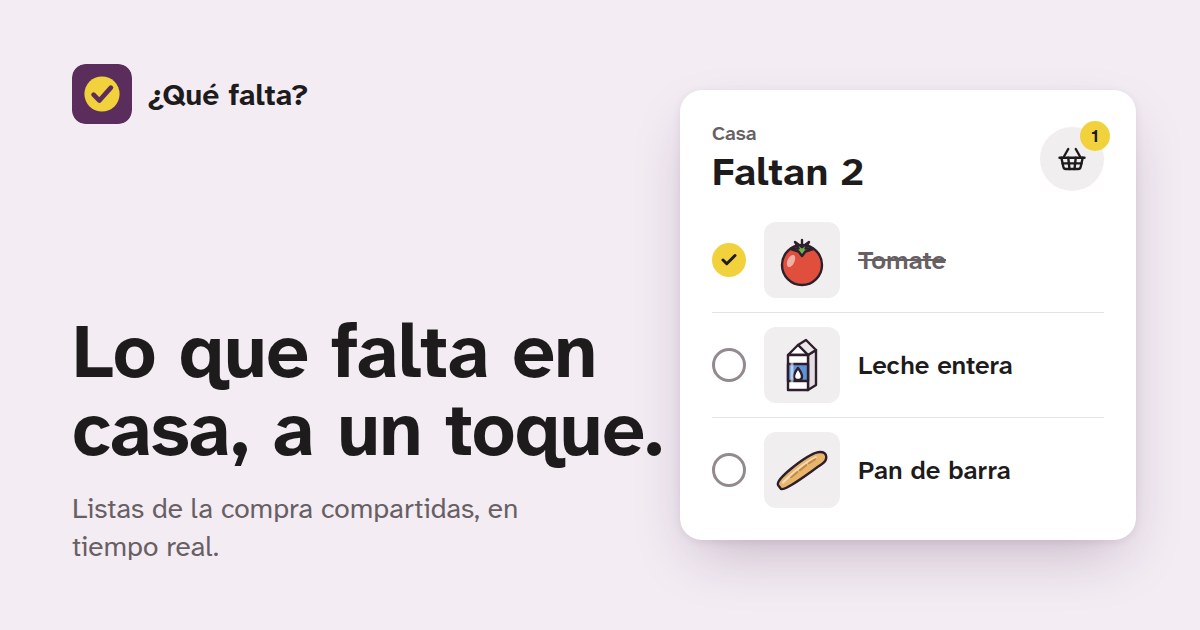 ¿Qué falta?
Lo que falta en
casa, a un toque.
Listas de la compra compartidas, en
tiempo real.
Casa
Faltan 2
1
Tomate
Leche entera
Pan de barra